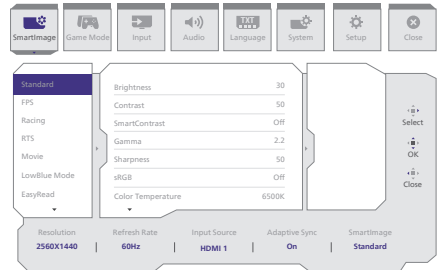 SmartImage
Game Mode
Input
Audio
TXT
Language
System
Setup
Close
Standard
FPS
Racing
RTS
Movie
LowBlue Mode
EasyRead
Brightness 30
Contrast 50
SmartContrast Off
Gamma 2.2
Sharpness 50
sRGB Off
Color Temperature 6500K
Select
OK
Close
Resolution Refresh Rate Input Source Adaptive Sync SmartImage
2560X1440 60Hz HDMI 1 On Standard